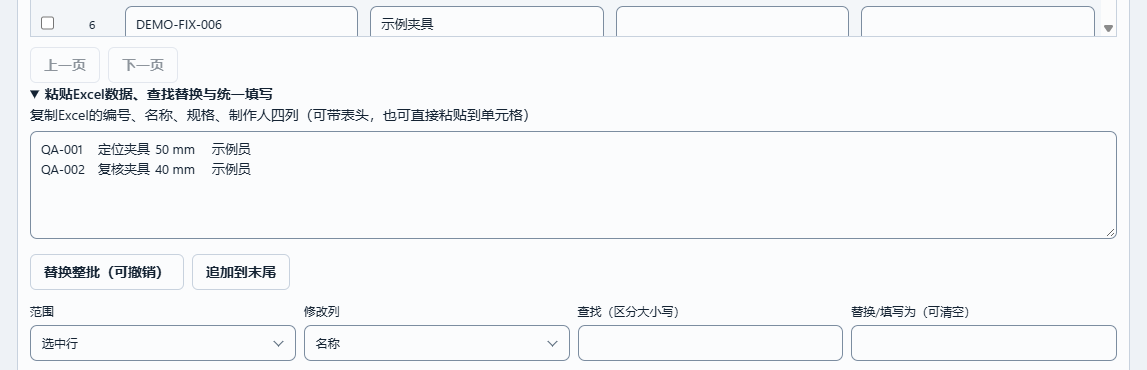 6 DEMO-FIX-006 示例夹具
上一页 下一页
▼ 粘贴Excel数据、查找替换与统一填写
复制Excel的编号、名称、规格、制作人四列（可带表头，也可直接粘贴到单元格）
QA-001 定位夹具 50 mm 示例员
QA-002 复核夹具 40 mm 示例员
替换整批（可撤销） 追加到末尾
范围 修改列 查找（区分大小写） 替换/填写为（可清空）
选中行 名称